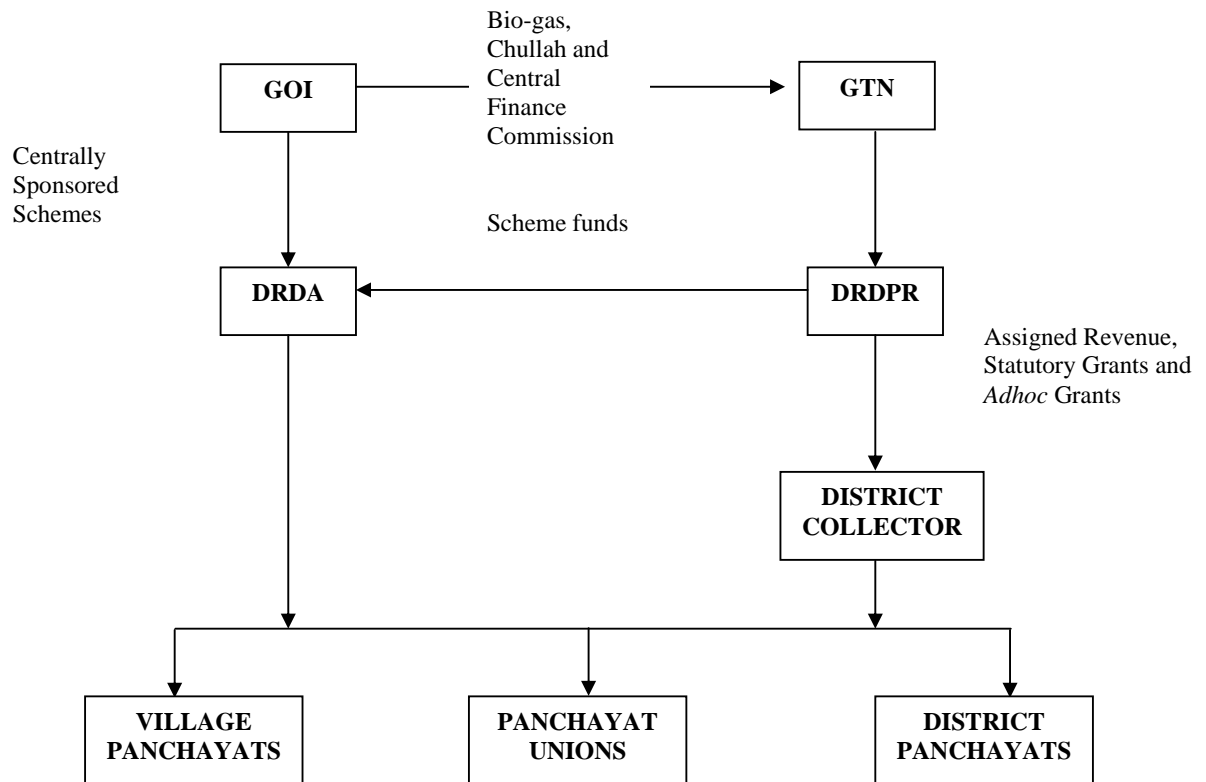 Bio-gas,
Chullah and
Central
Finance
Commission
GOI
GTN
Centrally
Sponsored
Schemes
Scheme funds
DRDA
DRDPR
Assigned Revenue,
Statutory Grants and
Adhoc Grants
DISTRICT
COLLECTOR
VILLAGE
PANCHAYATS
PANCHAYAT
UNIONS
DISTRICT
PANCHAYATS